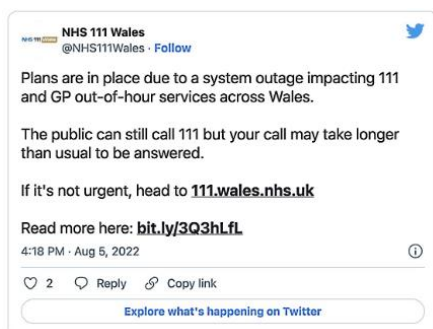 NHS 111 Wales
@NHS111Wales · Follow
Plans are in place due to a system outage impacting 111
and GP out-of-hour services across Wales.
The public can still call 111 but your call may take longer
than usual to be answered.
If it's not urgent, head to 111.wales.nhs.uk
Read more here: bit.ly/3Q3hLfL
4:18 PM · Aug 5, 2022
2 Reply Copy link
Explore what's happening on Twitter